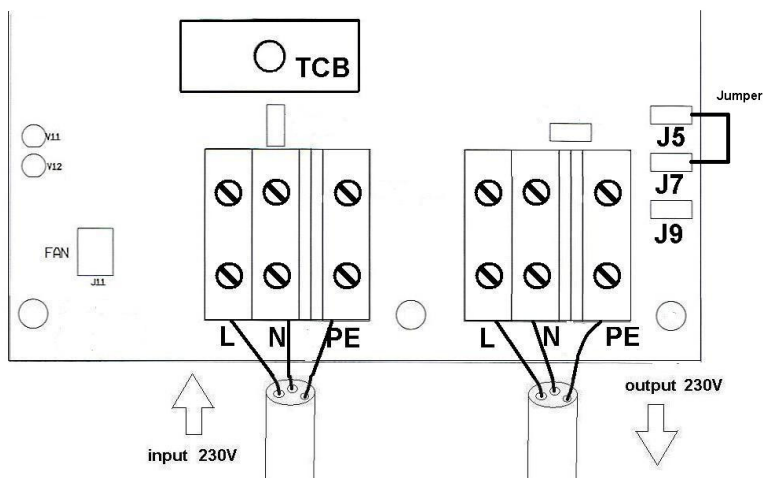 TCB
Jumper
J5
V11
V12
J7
J9
FAN
J11
L N PE
L N PE
output 230V
input 230V